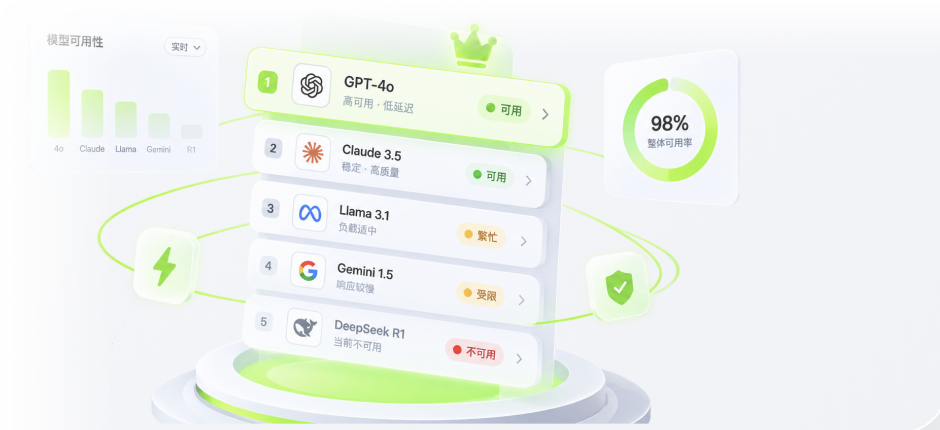 模型可用性
实时
4o
Claude
Llama
Gemini
R1
1
GPT-4o
高可用 · 低延迟
可用
2
Claude 3.5
稳定 · 高质量
可用
3
Llama 3.1
负载适中
繁忙
4
Gemini 1.5
响应较慢
受限
5
DeepSeek R1
当前不可用
不可用
98%
整体可用率